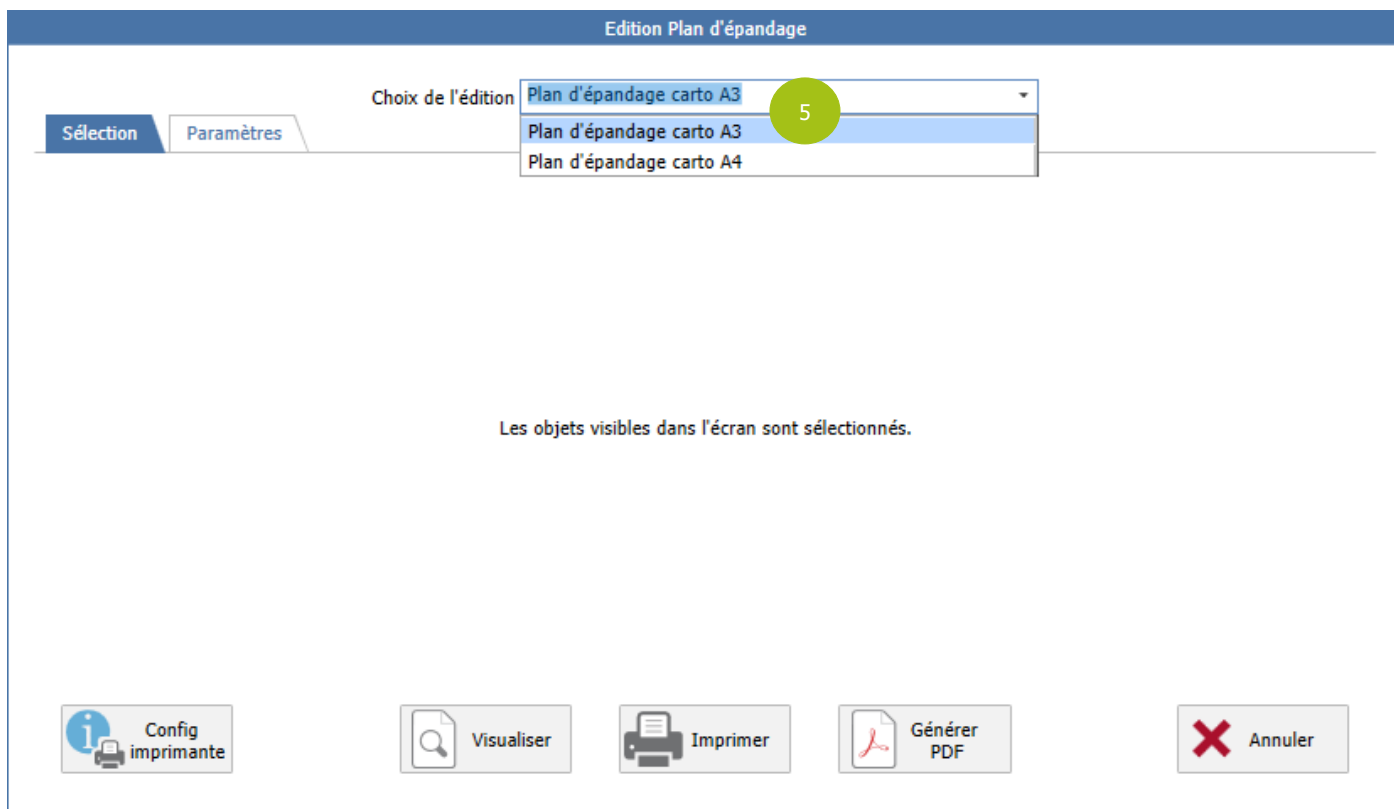 Edition Plan d'épandage
Choix de l'édition Plan d'épandage carto A3
5
Sélection Paramètres
Plan d'épandage carto A3
Plan d'épandage carto A4
Les objets visibles dans l'écran sont sélectionnés.
Config
imprimante
Visualiser
Imprimer
Générer
PDF
Annuler